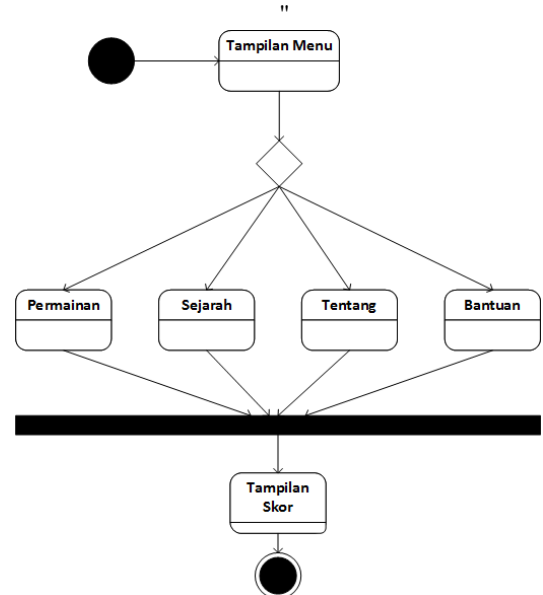 "
Tampilan Menu
Permainan
Sejarah
Tentang
Bantuan
Tampilan
Skor